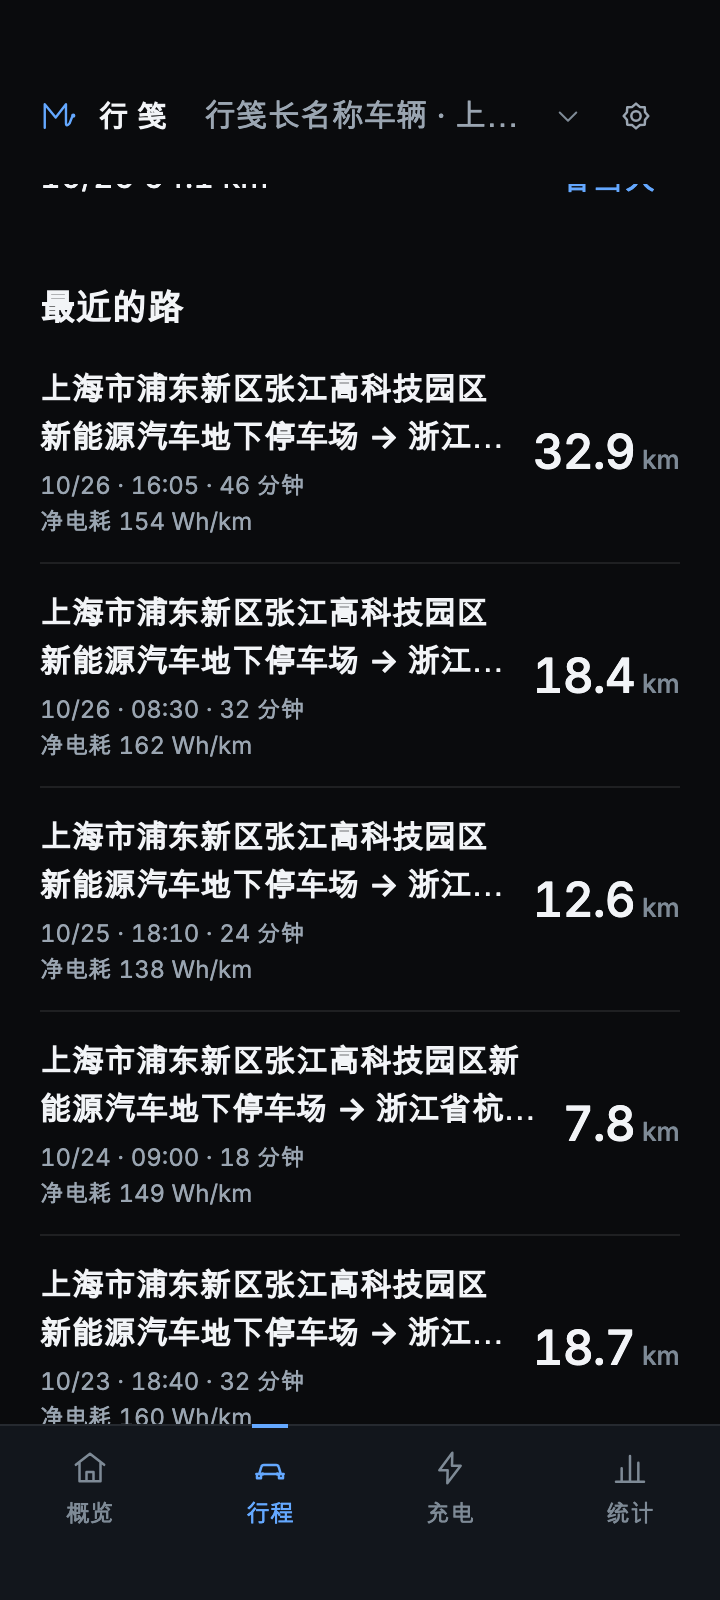 行笺 行笺长名称车辆 · 上...
最近的路
上海市浦东新区张江高科技园区
新能源汽车地下停车场 → 浙江...
32.9 km
10/26 · 16:05 · 46 分钟
净电耗 154 Wh/km
上海市浦东新区张江高科技园区
新能源汽车地下停车场 → 浙江...
18.4 km
10/26 · 08:30 · 32 分钟
净电耗 162 Wh/km
上海市浦东新区张江高科技园区
新能源汽车地下停车场 → 浙江...
12.6 km
10/25 · 18:10 · 24 分钟
净电耗 138 Wh/km
上海市浦东新区张江高科技园区新
能源汽车地下停车场 → 浙江省杭...
7.8 km
10/24 · 09:00 · 18 分钟
净电耗 149 Wh/km
上海市浦东新区张江高科技园区
新能源汽车地下停车场 → 浙江...
18.7 km
10/23 · 18:40 · 32 分钟
净电耗 160 Wh/km
概览 行程 充电 统计